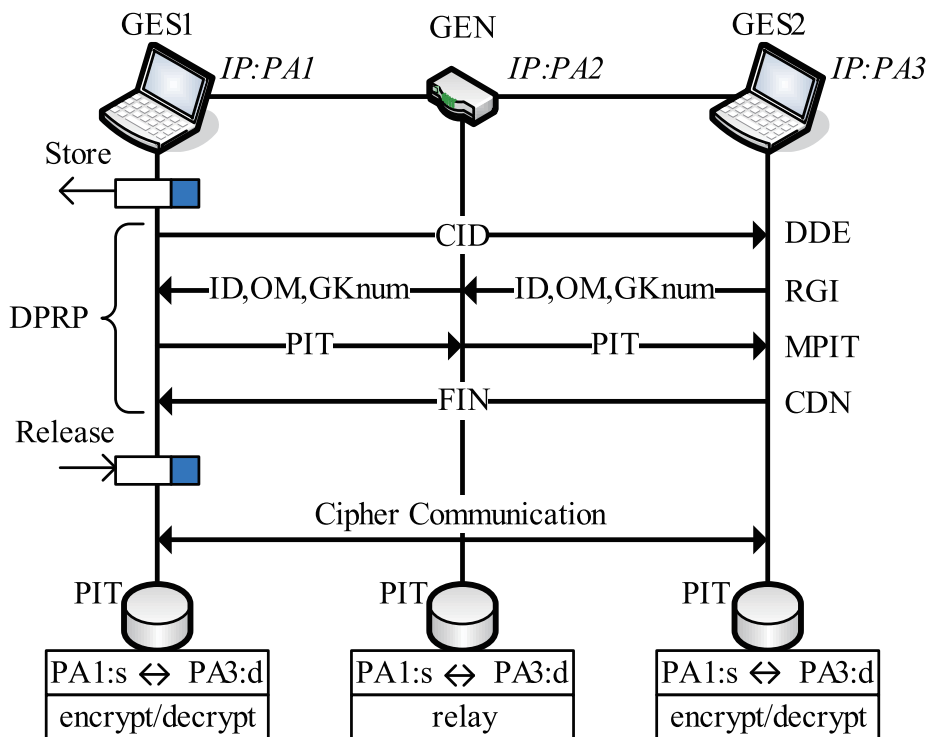 GES1 GEN GES2
IP:PA1 IP:PA2 IP:PA3
Store
CID DDE
ID,OM,GKnum ID,OM,GKnum RGI
DPRP
PIT PIT MPIT
FIN CDN
Release
Cipher Communication
PIT PIT PIT
PA1:s ↔ PA3:d PA1:s ↔ PA3:d PA1:s ↔ PA3:d
encrypt/decrypt relay encrypt/decrypt